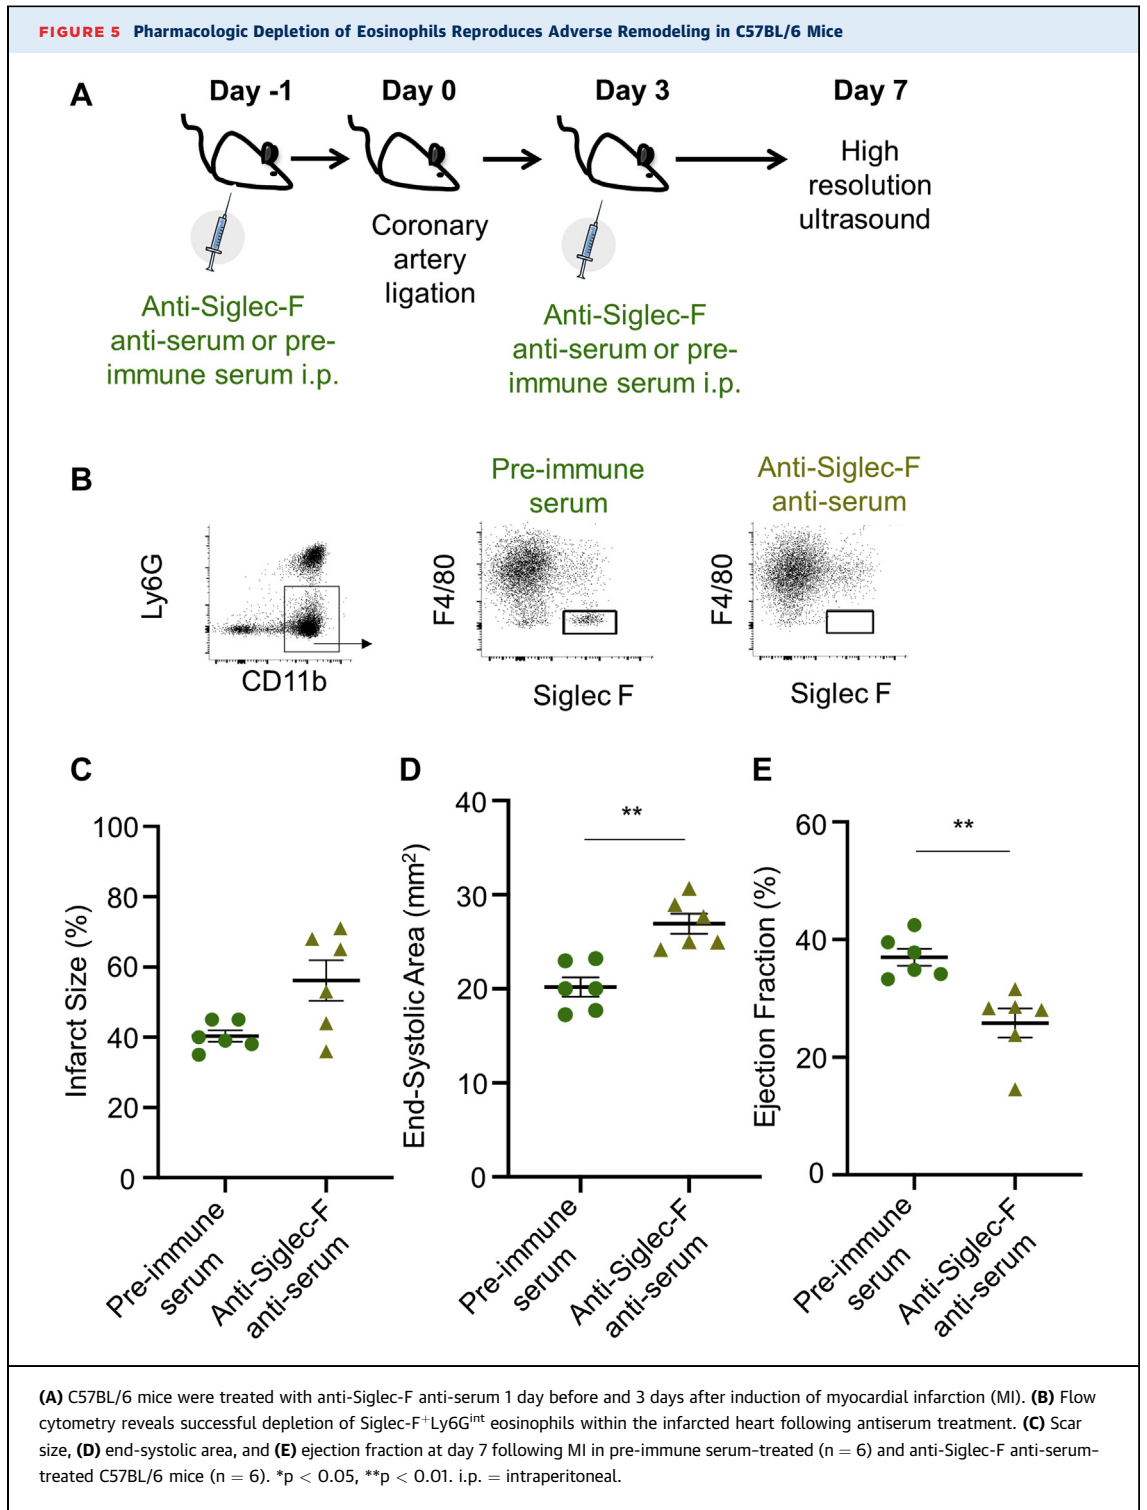 FIGURE 5 Pharmacologic Depletion of Eosinophils Reproduces Adverse Remodeling in C57BL/6 Mice
A
Day -1
Day 0
Day 3
Day 7
High
resolution
ultrasound
Coronary
artery
ligation
Anti-Siglec-F
anti-serum or pre-
immune serum i.p.
Anti-Siglec-F
anti-serum or pre-
immune serum i.p.
B
Pre-immune
serum
Anti-Siglec-F
anti-serum
Ly6G
CD11b
F4/80
Siglec F
F4/80
Siglec F
C
Infarct Size (%)
100
80
60
40
20
0
Pre-immune
serum
Anti-Siglec-F
anti-serum
D
End-Systolic Area (mm²)
40
30
20
10
0
**
Pre-immune
serum
Anti-Siglec-F
anti-serum
E
Ejection Fraction (%)
60
40
20
0
**
Pre-immune
serum
Anti-Siglec-F
anti-serum
(A) C57BL/6 mice were treated with anti-Siglec-F anti-serum 1 day before and 3 days after induction of myocardial infarction (MI). (B) Flow
cytometry reveals successful depletion of Siglec-F⁺Ly6Gⁱⁿᵗ eosinophils within the infarcted heart following antiserum treatment. (C) Scar
size, (D) end-systolic area, and (E) ejection fraction at day 7 following MI in pre-immune serum-treated (n = 6) and anti-Siglec-F anti-serum-
treated C57BL/6 mice (n = 6). *p < 0.05, **p < 0.01. i.p. = intraperitoneal.